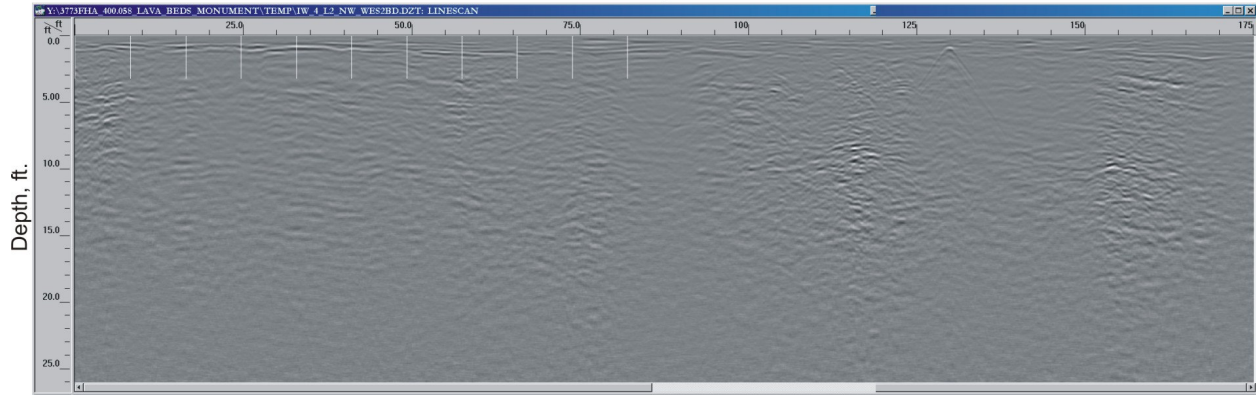 Y:\3773FHA_400.058_LAVA_BEDS_MONUMENT\TEMP\IW_4_L2_NW_WES2BD.DZT: LINESCAN
ft
ft 25.0 50.0 75.0 100 125 150 175
0.0
5.00
10.0
15.0
20.0
25.0
Depth, ft.